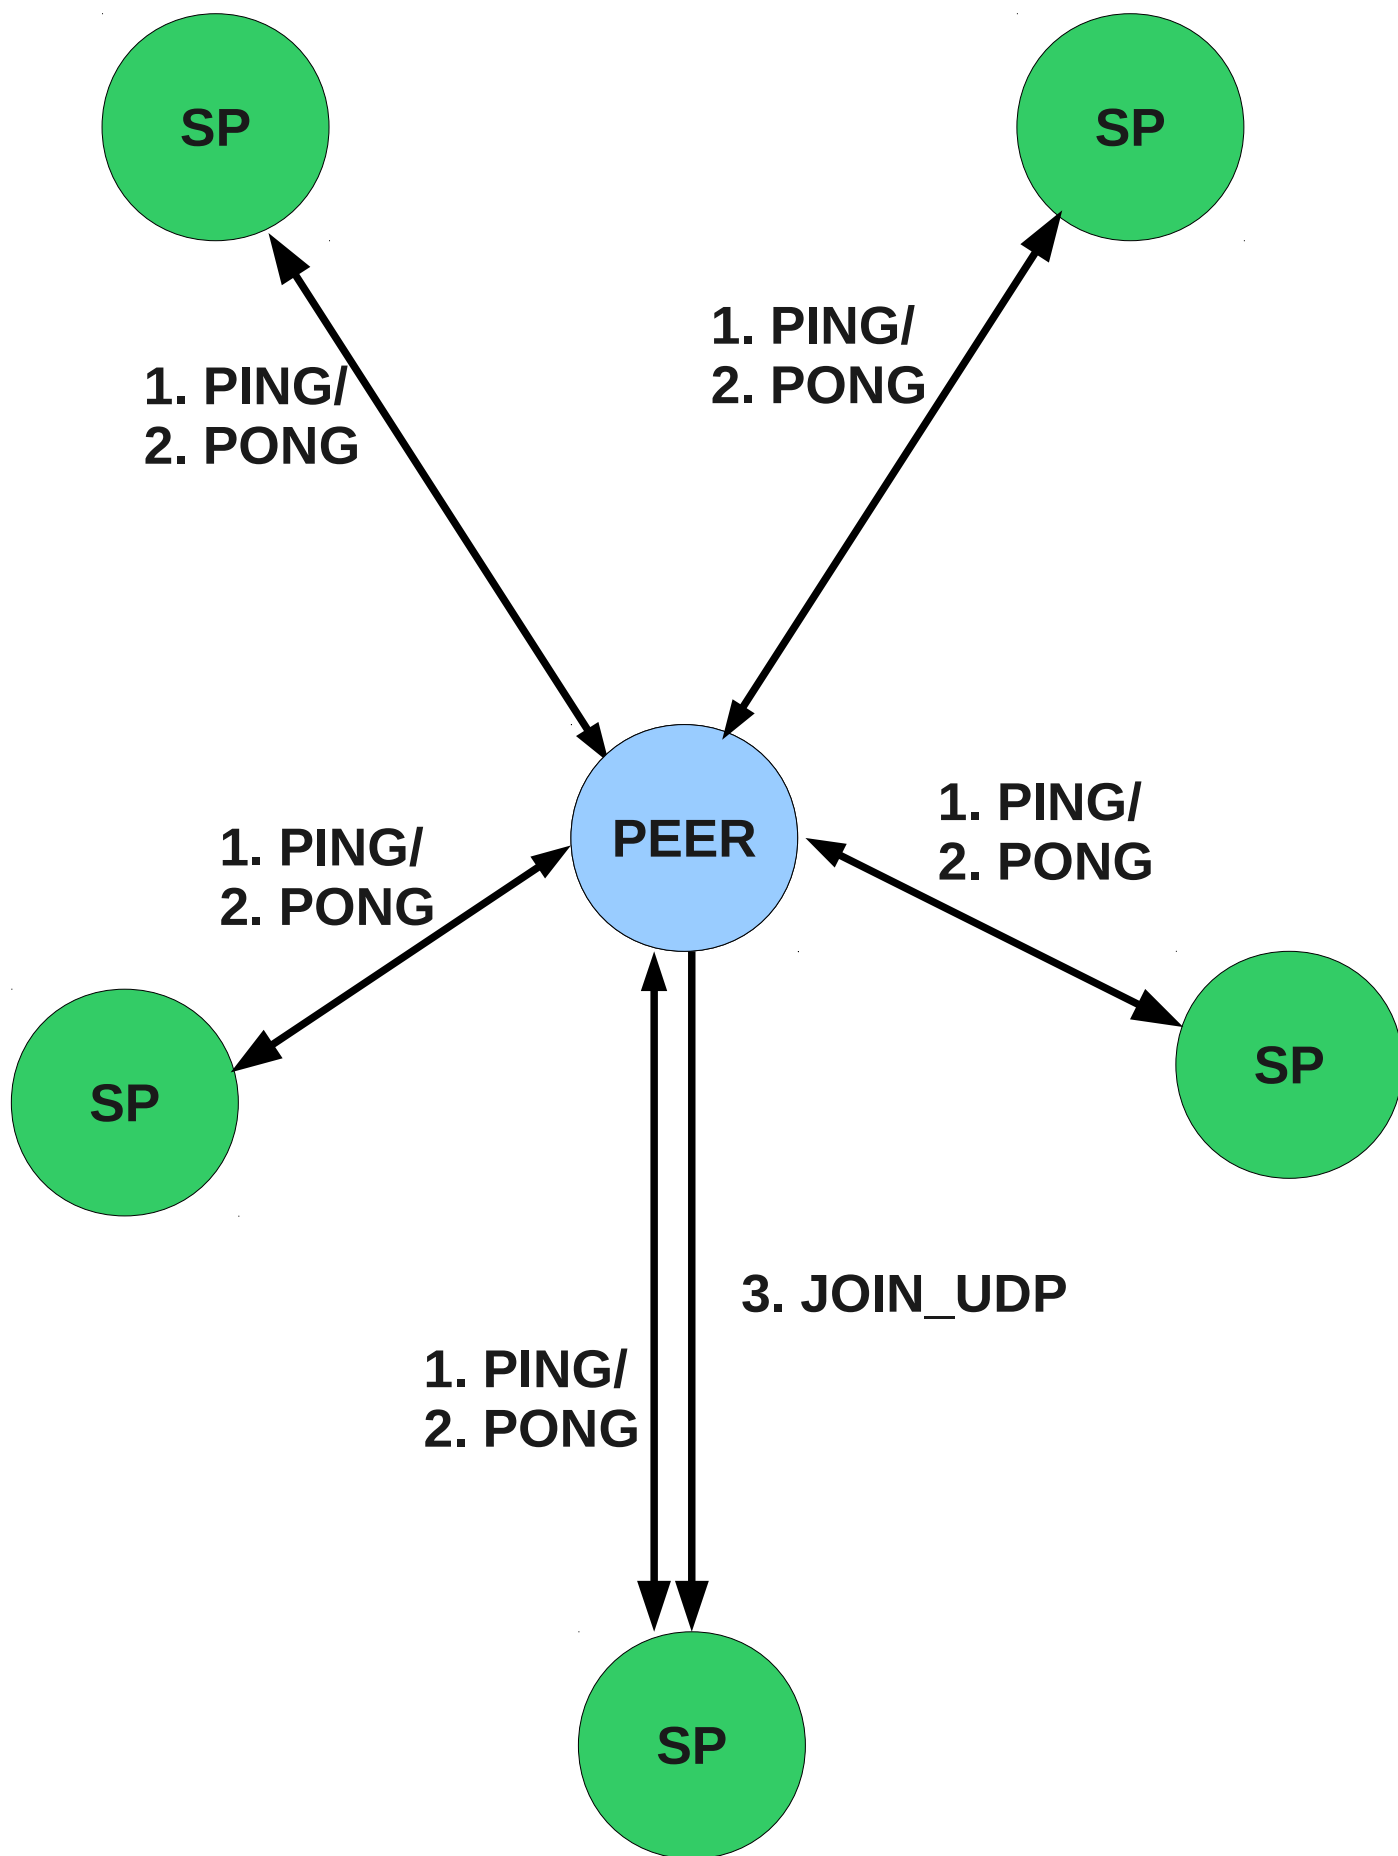 SP
SP
1. PING/
2. PONG
1. PING/
2. PONG
PEER
1. PING/
2. PONG
1. PING/
2. PONG
SP
SP
3. JOIN_UDP
1. PING/
2. PONG
SP